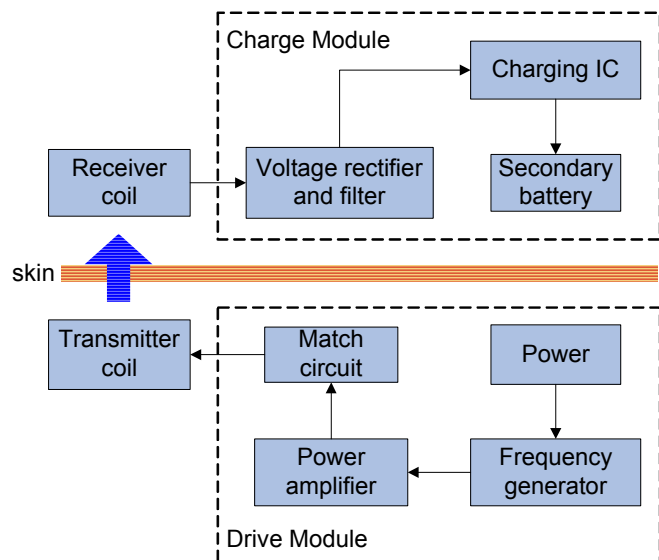 Charge Module
Charging IC
Receiver
coil
Voltage rectifier
and filter
Secondary
battery
skin
Transmitter
coil
Match
circuit
Power
Power
amplifier
Frequency
generator
Drive Module